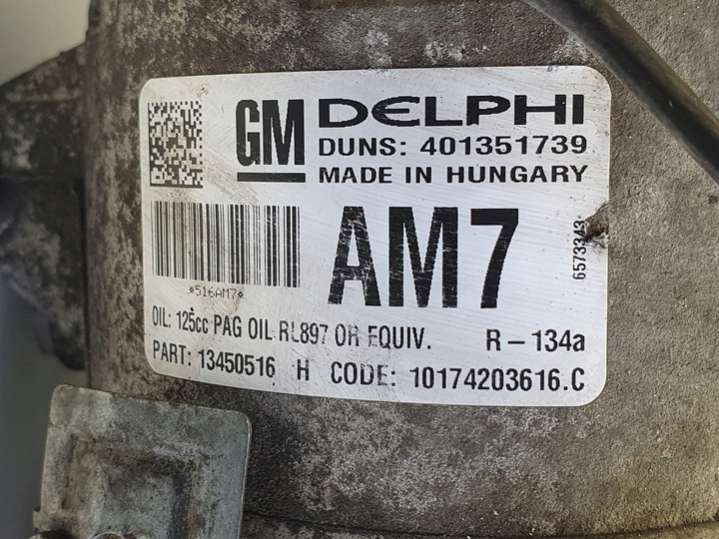 GM DELPHI
DUNS: 401351739
MADE IN HUNGARY
AM7
6573343
*516AM7*
OIL: 125cc PAG OIL RL897 OR EQUIV. R-134a
PART: 13450516 H CODE: 10174203616.C